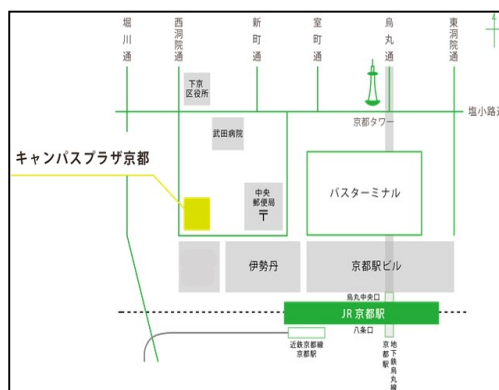 堀川通
西洞院通
新町通
室町通
烏丸通
東洞院通
下京
区役所
塩小路通
京都タワー
武田病院
キャンパスプラザ京都
中央
郵便局
〒
バスターミナル
伊勢丹
京都駅ビル
烏丸中央口
JR 京都駅
八条口
近鉄京都線
京都駅
地下鉄烏丸線
京都駅